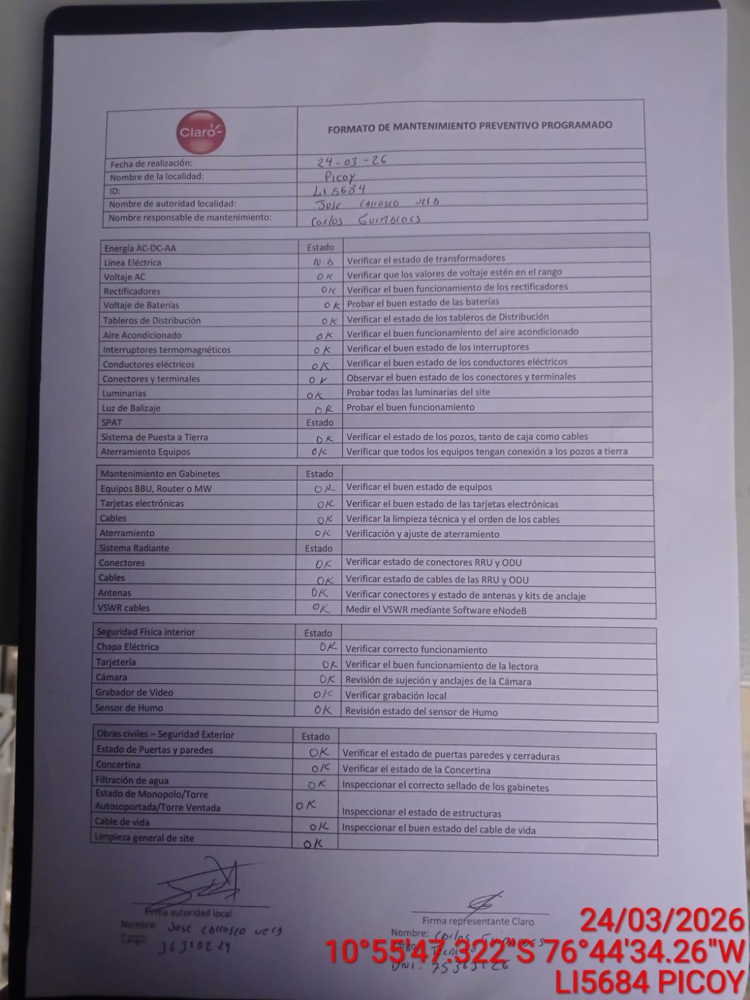 Claro
FORMATO DE MANTENIMIENTO PREVENTIVO PROGRAMADO
Fecha de realización: 24-03-26
Nombre de la localidad: Picoy
ID: LI5684
Nombre de autoridad localidad: Jose Carrasco Vera
Nombre responsable de mantenimiento: Carlos
Energía AC-DC-AA Estado
Línea Eléctrica Verificar el estado de transformadores
Voltaje AC OK Verificar que los valores de voltaje estén en el rango
Rectificadores OK Verificar el buen funcionamiento de los rectificadores
Voltaje de Baterías OK Probar el buen estado de las baterías
Tableros de Distribución OK Verificar el estado de los tableros de Distribución
Aire Acondicionado OK Verificar el buen funcionamiento del aire acondicionado
Interruptores termomagnéticos OK Verificar el buen estado de los interruptores
Conductores eléctricos OK Verificar el buen estado de los conductores eléctricos
Conectores y terminales OK Observar el buen estado de los conectores y terminales
Luminarias OK Probar todas las luminarias del site
Luz de Balizaje OK Probar el buen funcionamiento
SPAT Estado
Sistema de Puesta a Tierra OK Verificar el estado de los pozos, tanto de caja como cables
Aterramiento Equipos OK Verificar que todos los equipos tengan conexión a los pozos a tierra
Mantenimiento en Gabinetes Estado
Equipos BBU, Router o MW OK Verificar el buen estado de equipos
Tarjetas electrónicas OK Verificar el buen estado de las tarjetas electrónicas
Cables OK Verificar la limpieza técnica y el orden de los cables
Aterramiento OK Verificación y ajuste de aterramiento
Sistema Radiante Estado
Conectores OK Verificar estado de conectores RRU y ODU
Cables OK Verificar estado de cables de las RRU y ODU
Antenas OK Verificar conectores y estado de antenas y kits de anclaje
VSWR cables OK Medir el VSWR mediante Software eNodeB
Seguridad Física interior Estado
Chapa Eléctrica OK Verificar correcto funcionamiento
Tarjetería OK Verificar el buen funcionamiento de la lectora
Cámara OK Revisión de sujeción y anclajes de la Cámara
Grabador de Video OK Verificar grabación local
Sensor de Humo OK Revisión estado del sensor de Humo
Obras civiles – Seguridad Exterior Estado
Estado de Puertas y paredes OK Verificar el estado de puertas paredes y cerraduras
Concertina OK Verificar el estado de la Concertina
Filtración de agua OK Inspeccionar el correcto sellado de los gabinetes
Estado de Monopolo/Torre
Autosoportada/Torre Ventada OK Inspeccionar el estado de estructuras
Cable de vida OK Inspeccionar el buen estado del cable de vida
Limpieza general de site OK
Firma autoridad local
Nombre: Jose Carrasco Vera
Cargo: 36310224
Firma representante Claro
Nombre: Carlos
Cargo: Tecnico
DNI:
24/03/2026
10°55'47.322"S 76°44'34.26"W
LI5684 PICOY